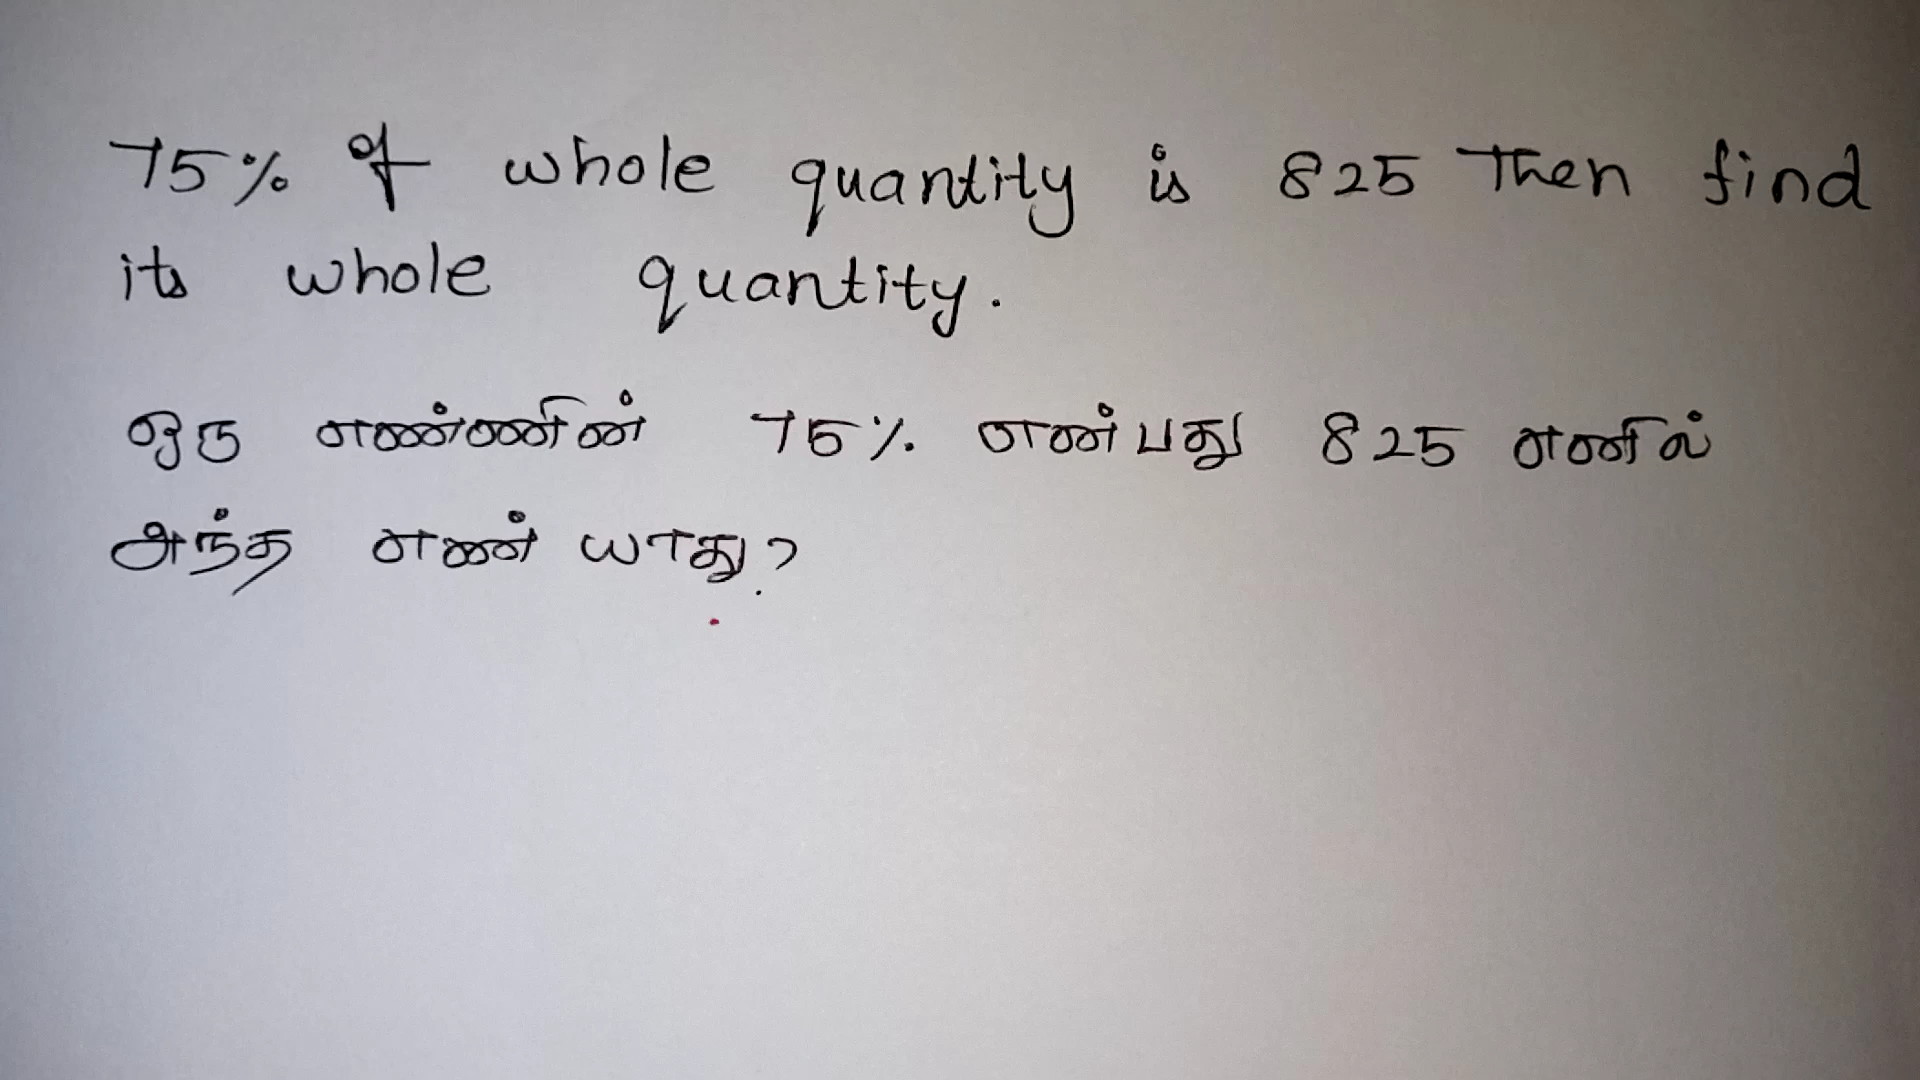 75% of whole quantity is 825 Then find
its whole quantity.
ஒரு எண்ணின் 75% என்பது 825 எனில்
அந்த எண் யாது?